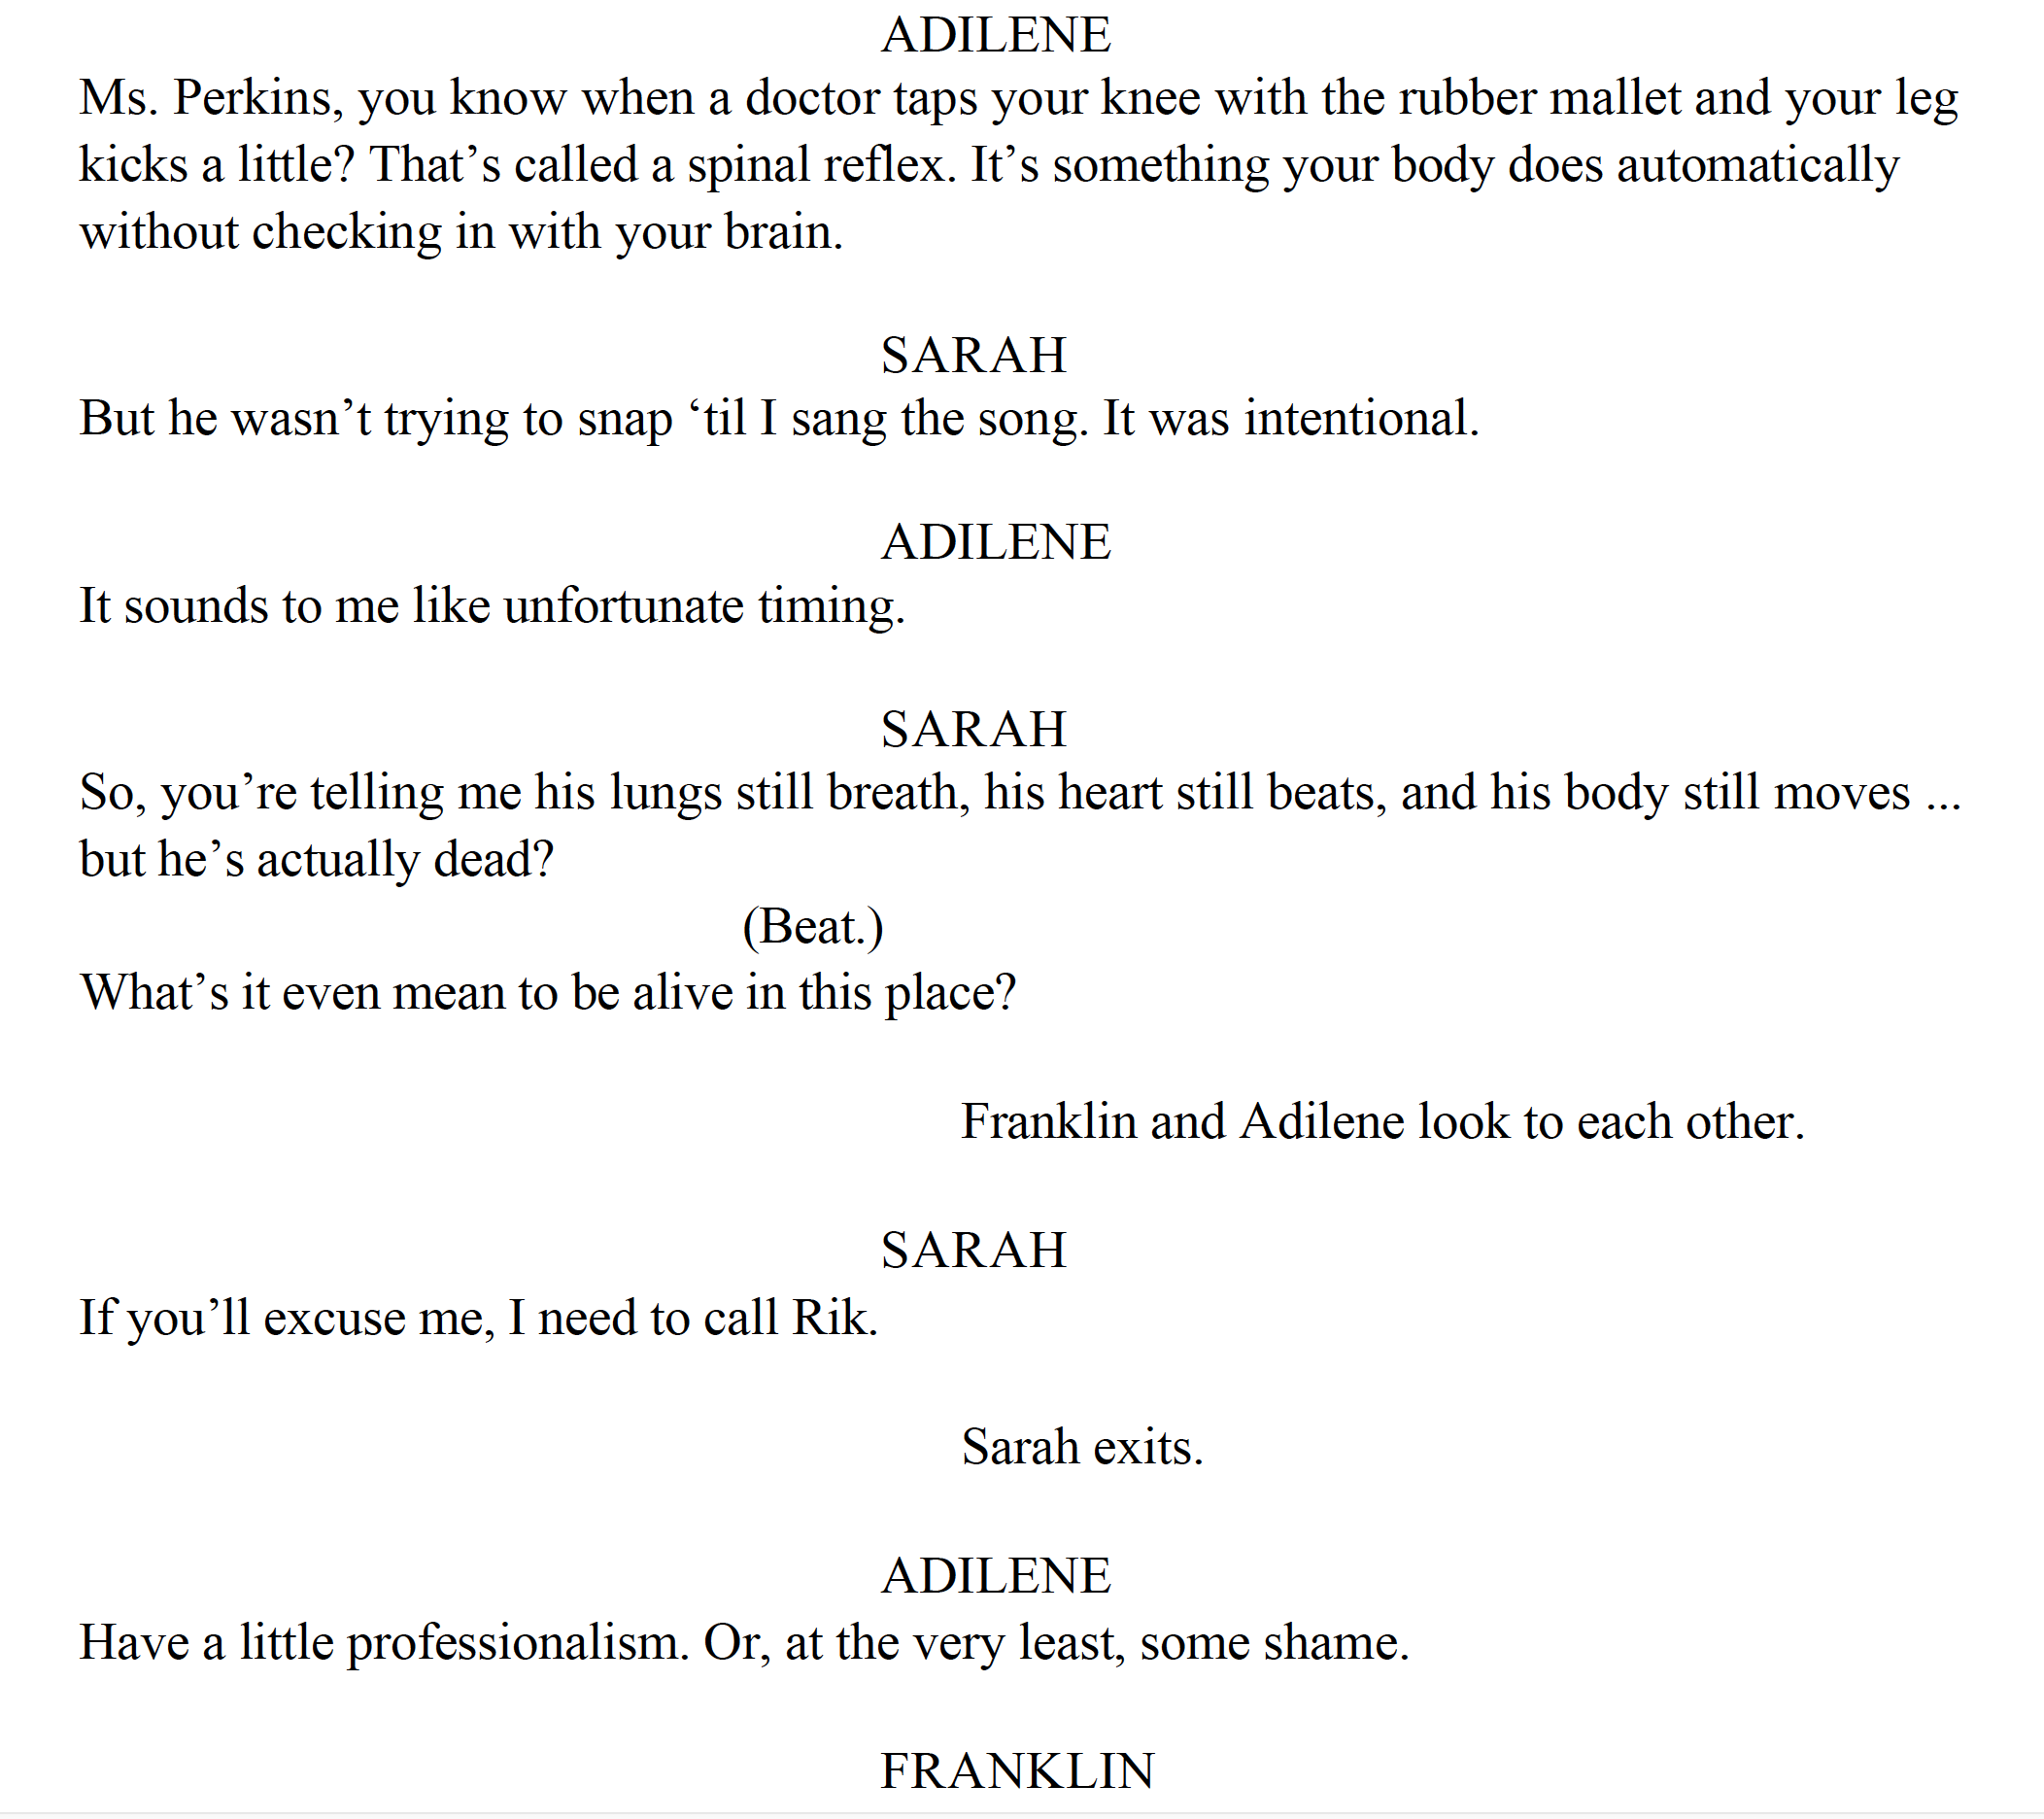 ADILENE
Ms. Perkins, you know when a doctor taps your knee with the rubber mallet and your leg
kicks a little? That’s called a spinal reflex. It’s something your body does automatically
without checking in with your brain.
SARAH
But he wasn’t trying to snap ‘til I sang the song. It was intentional.
ADILENE
It sounds to me like unfortunate timing.
SARAH
So, you’re telling me his lungs still breath, his heart still beats, and his body still moves ...
but he’s actually dead?
(Beat.)
What’s it even mean to be alive in this place?
Franklin and Adilene look to each other.
SARAH
If you’ll excuse me, I need to call Rik.
Sarah exits.
ADILENE
Have a little professionalism. Or, at the very least, some shame.
FRANKLIN